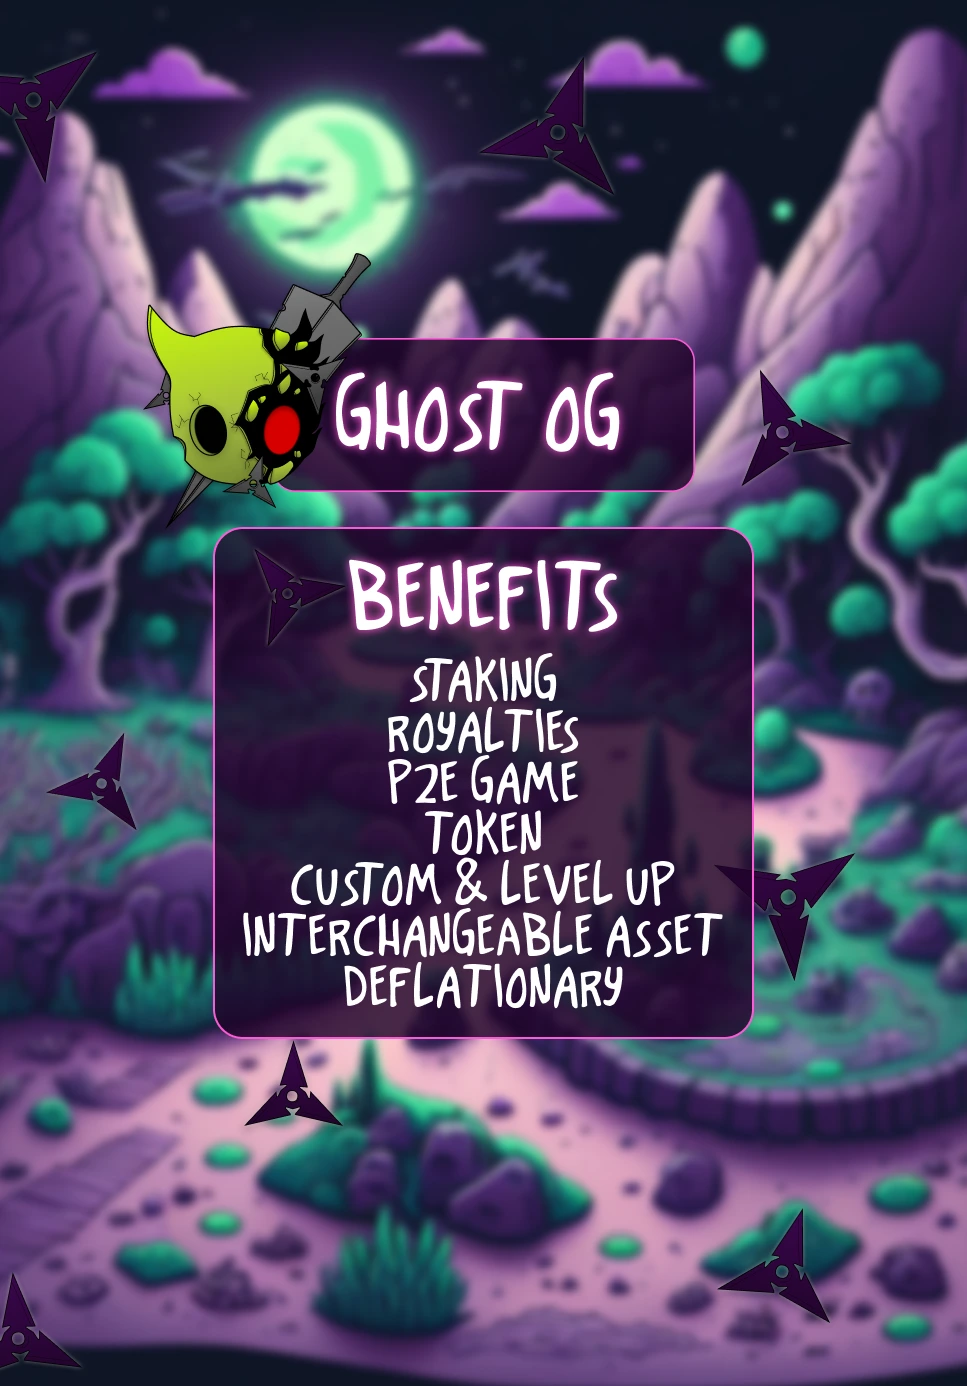 GHOST OG
BENEFITS
STAKING
ROYALTIES
P2E GAME
TOKEN
CUSTOM & LEVEL UP
INTERCHANGEABLE ASSET
DEFLATIONARY